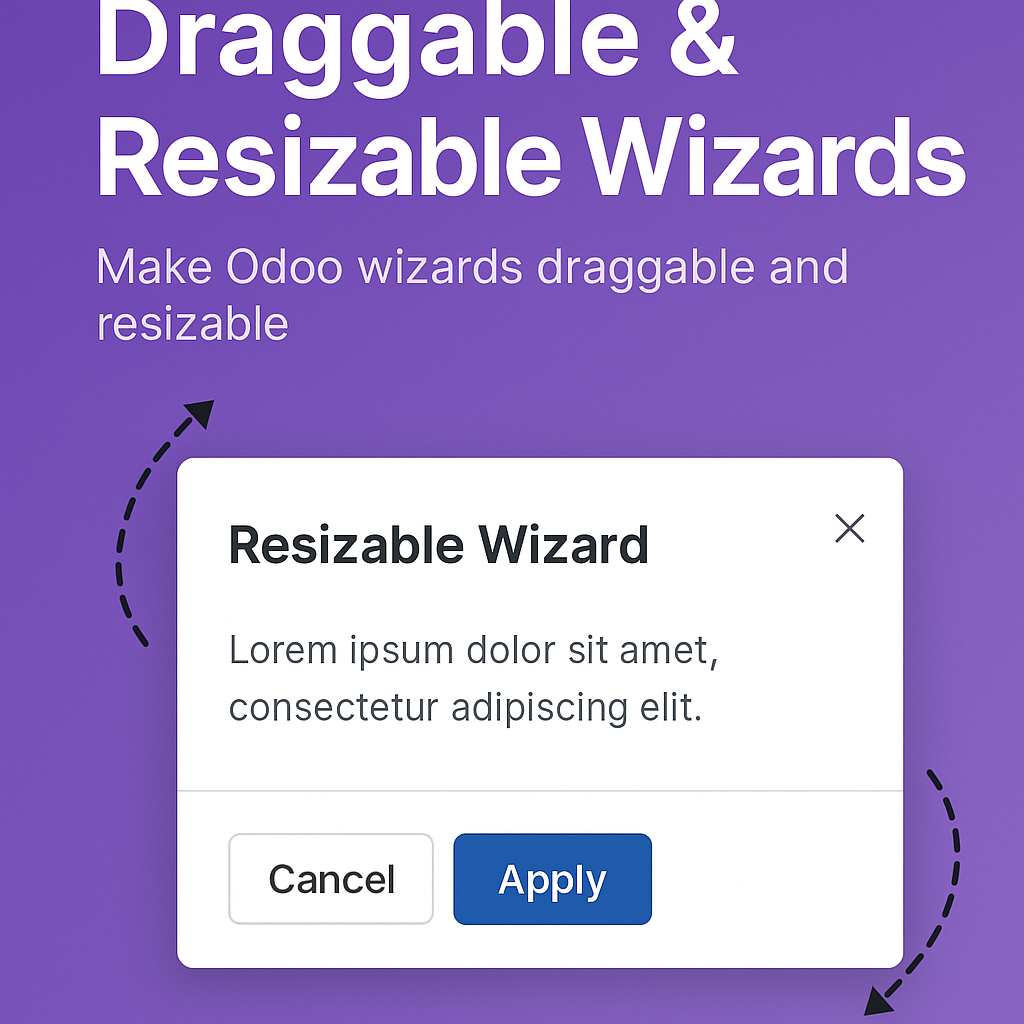 Draggable &
Resizable Wizards
Make Odoo wizards draggable and
resizable
Resizable Wizard
Lorem ipsum dolor sit amet,
consectetur adipiscing elit.
Cancel
Apply